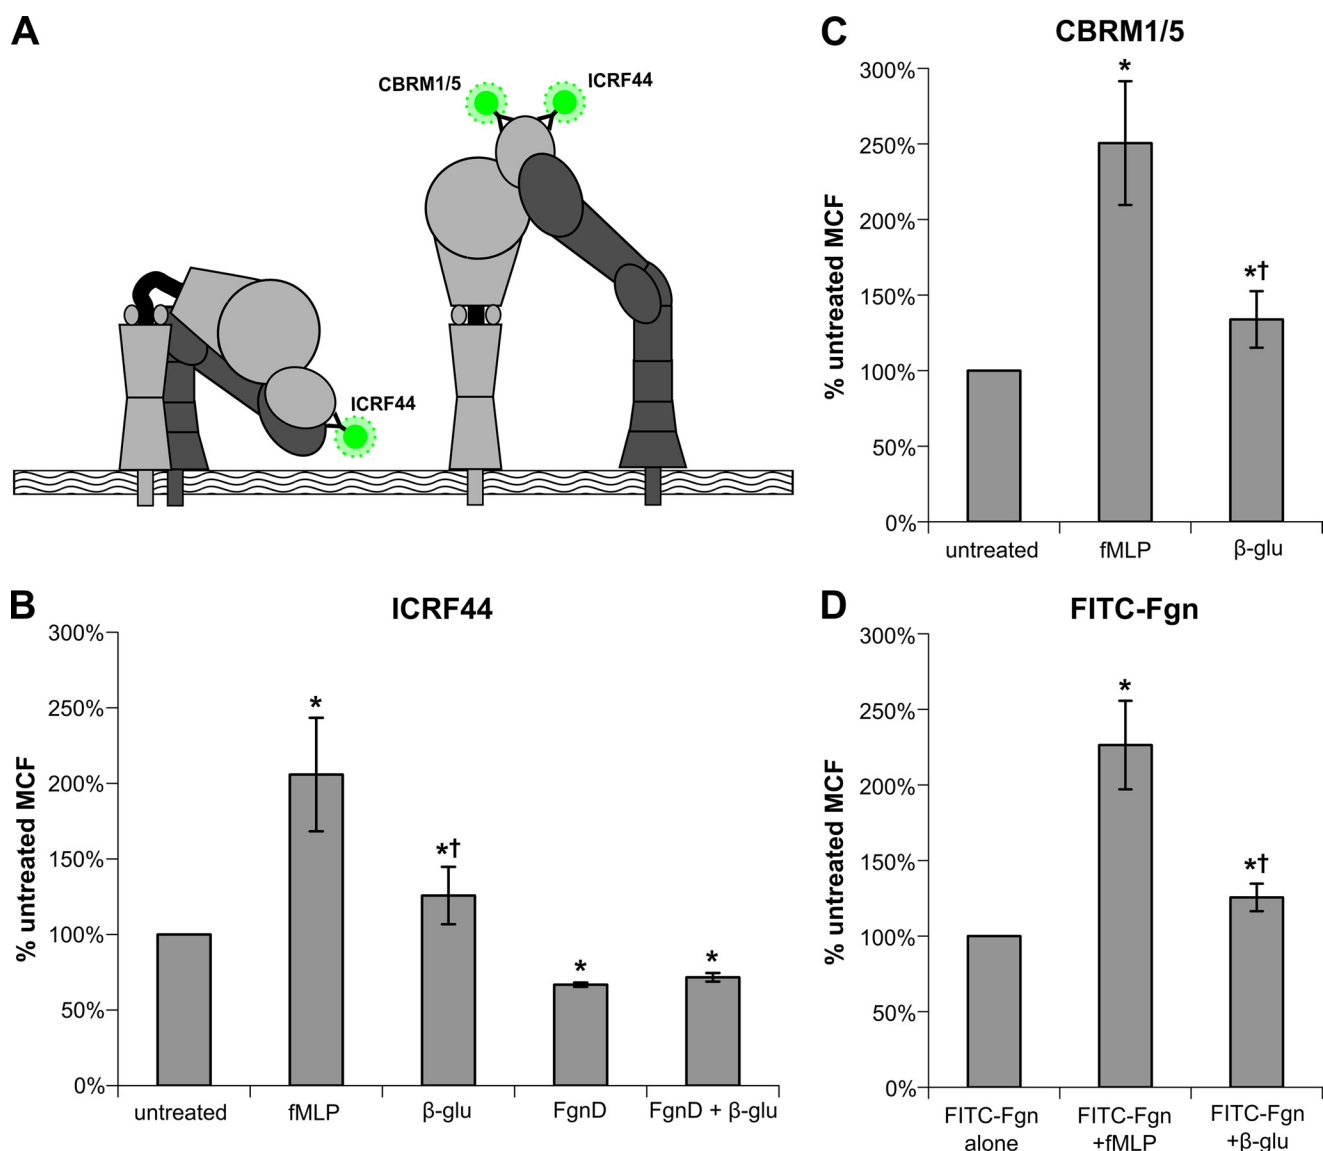 A
CBRM1/5
ICRF44
ICRF44
B
ICRF44
% untreated MCF
300%
250%
200%
150%
100%
50%
0%
*
*†
*
*
untreated
fMLP
β-glu
FgnD
FgnD + β-glu
C
CBRM1/5
% untreated MCF
300%
250%
200%
150%
100%
50%
0%
*
*†
untreated
fMLP
β-glu
D
FITC-Fgn
% untreated MCF
300%
250%
200%
150%
100%
50%
0%
*
*†
FITC-Fgn
alone
FITC-Fgn
+fMLP
FITC-Fgn
+β-glu